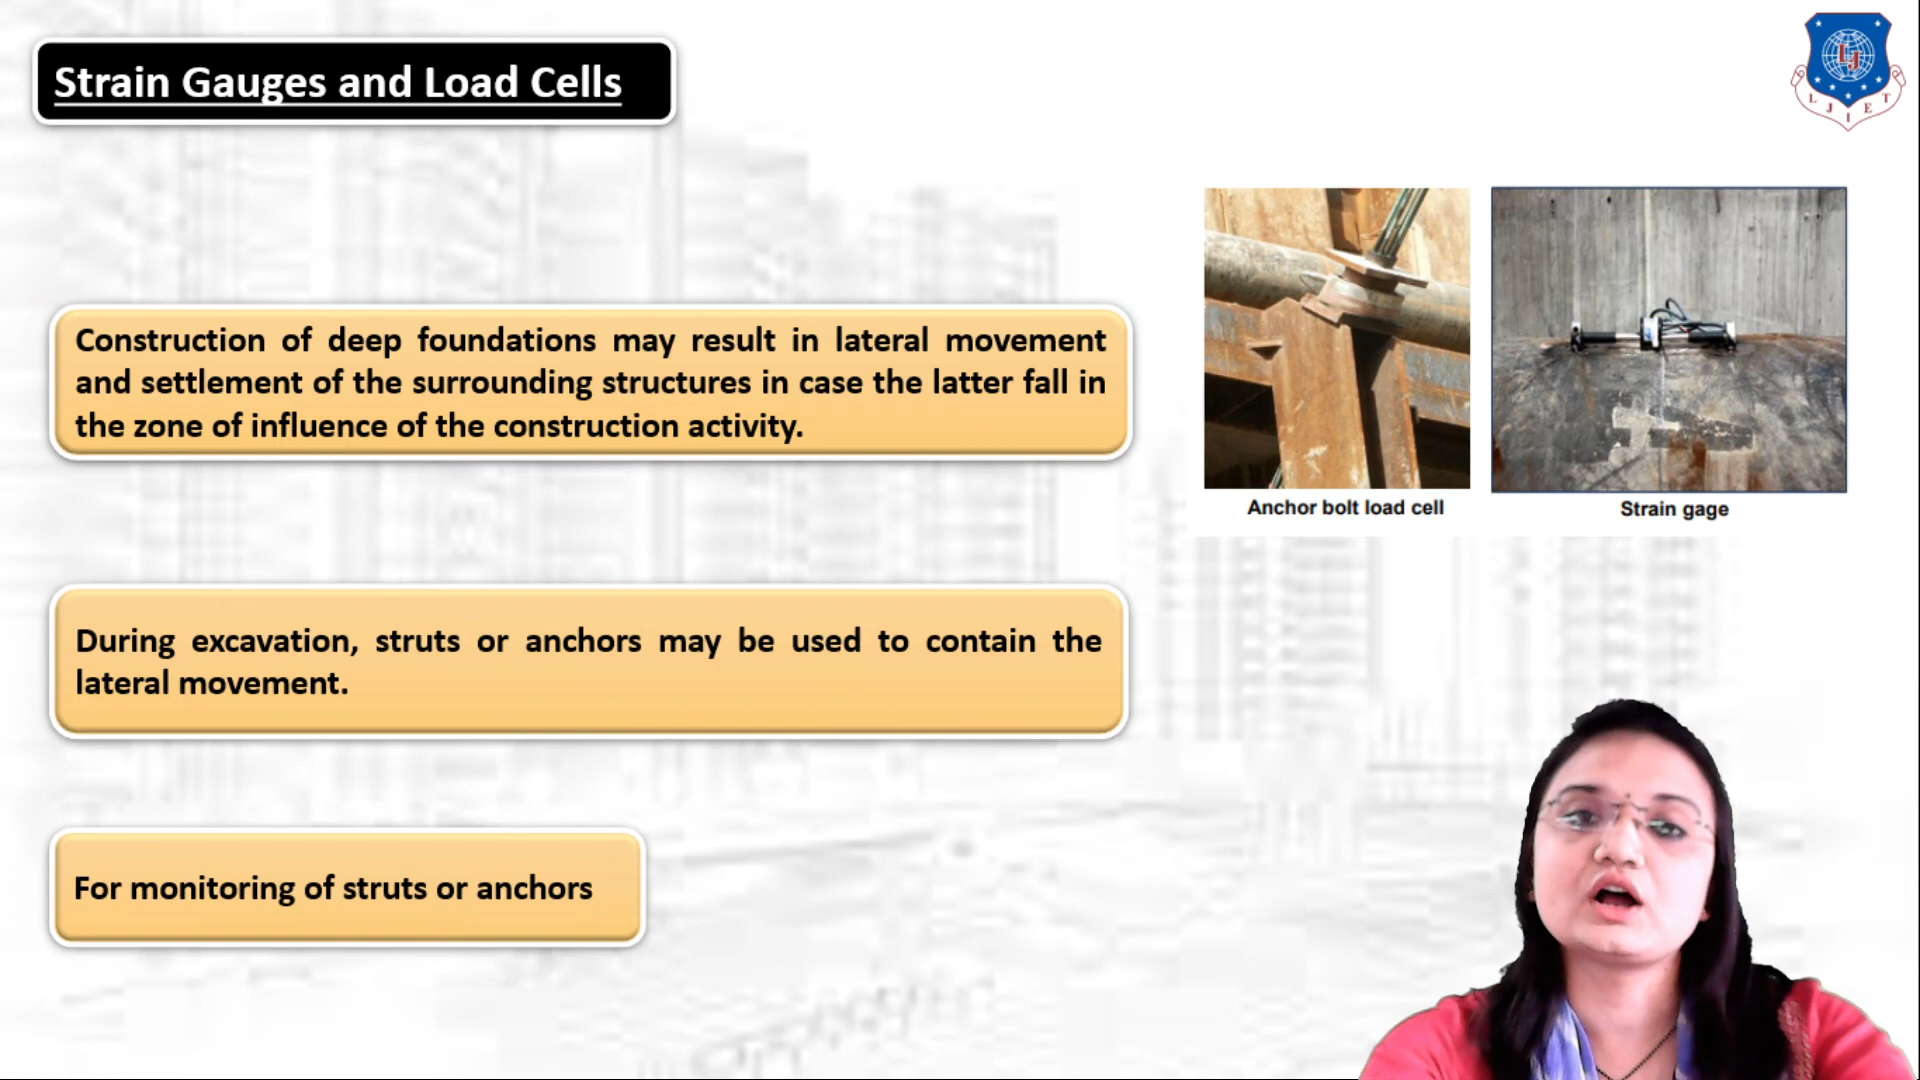 Strain Gauges and Load Cells
LJ
L J I E T
Construction of deep foundations may result in lateral movement
and settlement of the surrounding structures in case the latter fall in
the zone of influence of the construction activity.
Anchor bolt load cell
Strain gage
During excavation, struts or anchors may be used to contain the
lateral movement.
For monitoring of struts or anchors